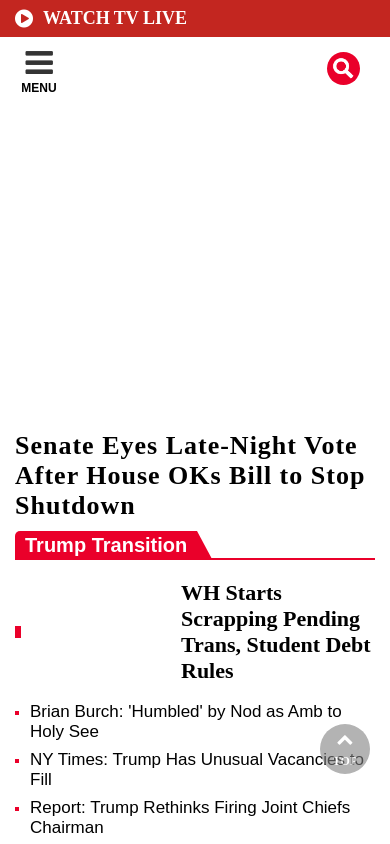 WATCH TV LIVE
MENU
Senate Eyes Late-Night Vote
After House OKs Bill to Stop
Shutdown
Trump Transition
WH Starts
Scrapping Pending
Trans, Student Debt
Rules
Brian Burch: 'Humbled' by Nod as Amb to
Holy See
NY Times: Trump Has Unusual Vacancies to
Fill
TOP
Report: Trump Rethinks Firing Joint Chiefs
Chairman